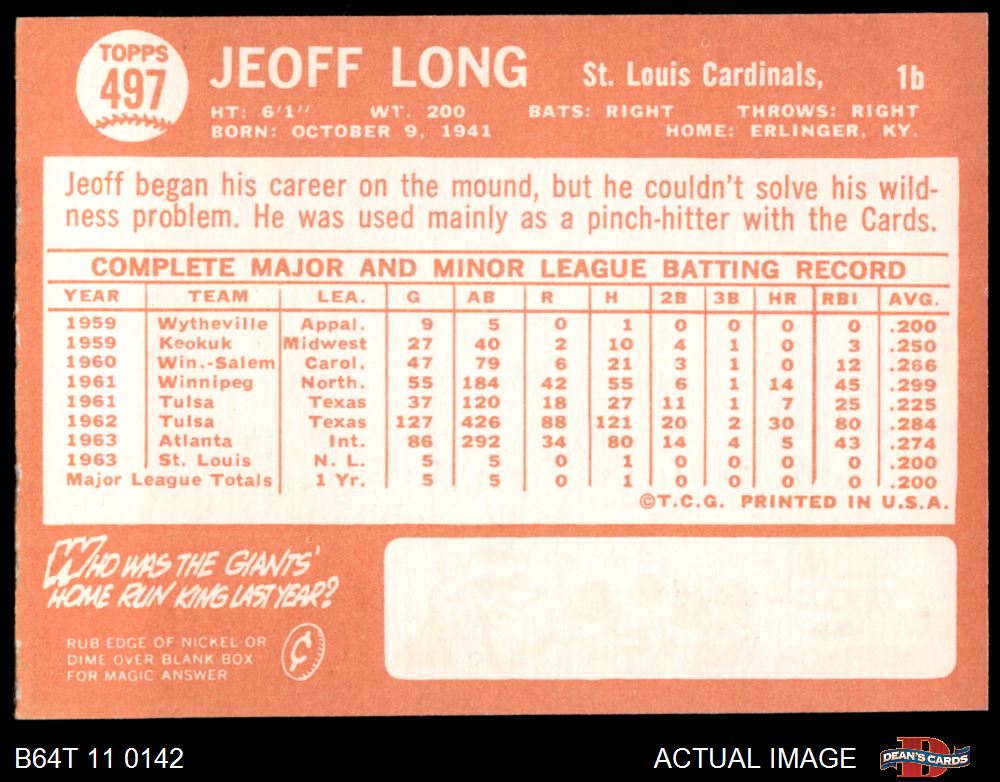 TOPPS
497
JEOFF LONG St. Louis Cardinals, 1b
HT: 6'1" WT. 200 BATS: RIGHT THROWS: RIGHT
BORN: OCTOBER 9, 1941 HOME: ERLINGER, KY.
Jeoff began his career on the mound, but he couldn't solve his wild-
ness problem. He was used mainly as a pinch-hitter with the Cards.
COMPLETE MAJOR AND MINOR LEAGUE BATTING RECORD
YEAR TEAM LEA. G AB R H 2B 3B HR RBI AVG.
1959 Wytheville Appal. 9 5 0 1 0 0 0 0 .200
1959 Keokuk Midwest 27 40 2 10 4 1 0 3 .250
1960 Win.-Salem Carol. 47 79 6 21 3 1 0 12 .266
1961 Winnipeg North. 55 184 42 55 6 1 14 45 .299
1961 Tulsa Texas 37 120 18 27 11 1 7 25 .225
1962 Tulsa Texas 127 426 88 121 20 2 30 80 .284
1963 Atlanta Int. 86 292 34 80 14 4 5 43 .274
1963 St. Louis N. L. 5 5 0 1 0 0 0 0 .200
Major League Totals 1 Yr. 5 5 0 1 0 0 0 0 .200
©T.C.G. PRINTED IN U.S.A.
WHO WAS THE GIANTS'
HOME RUN KING LAST YEAR?
RUB EDGE OF NICKEL OR
DIME OVER BLANK BOX
FOR MAGIC ANSWER
¢
B64T 11 0142 ACTUAL IMAGE DEAN'S CARDS